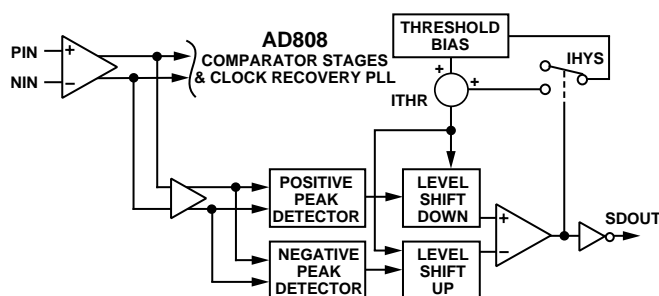 PIN
NIN
AD808
COMPARATOR STAGES
& CLOCK RECOVERY PLL
THRESHOLD
BIAS
IHYS
ITHR
+
+
+
−
POSITIVE
PEAK
DETECTOR
LEVEL
SHIFT
DOWN
NEGATIVE
PEAK
DETECTOR
LEVEL
SHIFT
UP
+
−
SDOUT